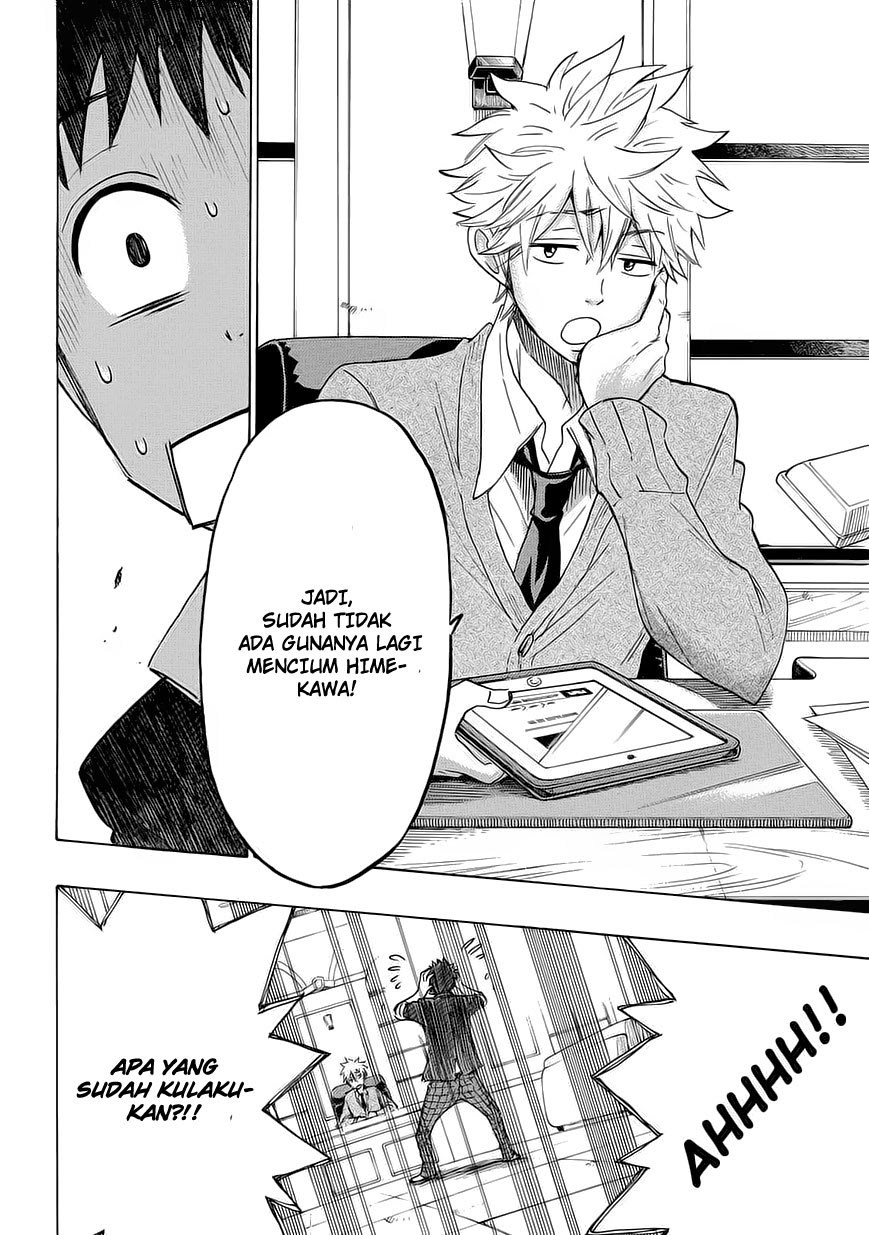 JADI,
SUDAH TIDAK
ADA GUNANYA LAGI
MENCIUM HIME-
KAWA!
APA YANG
SUDAH KULAKU-
KAN?!!
AHHHH!!